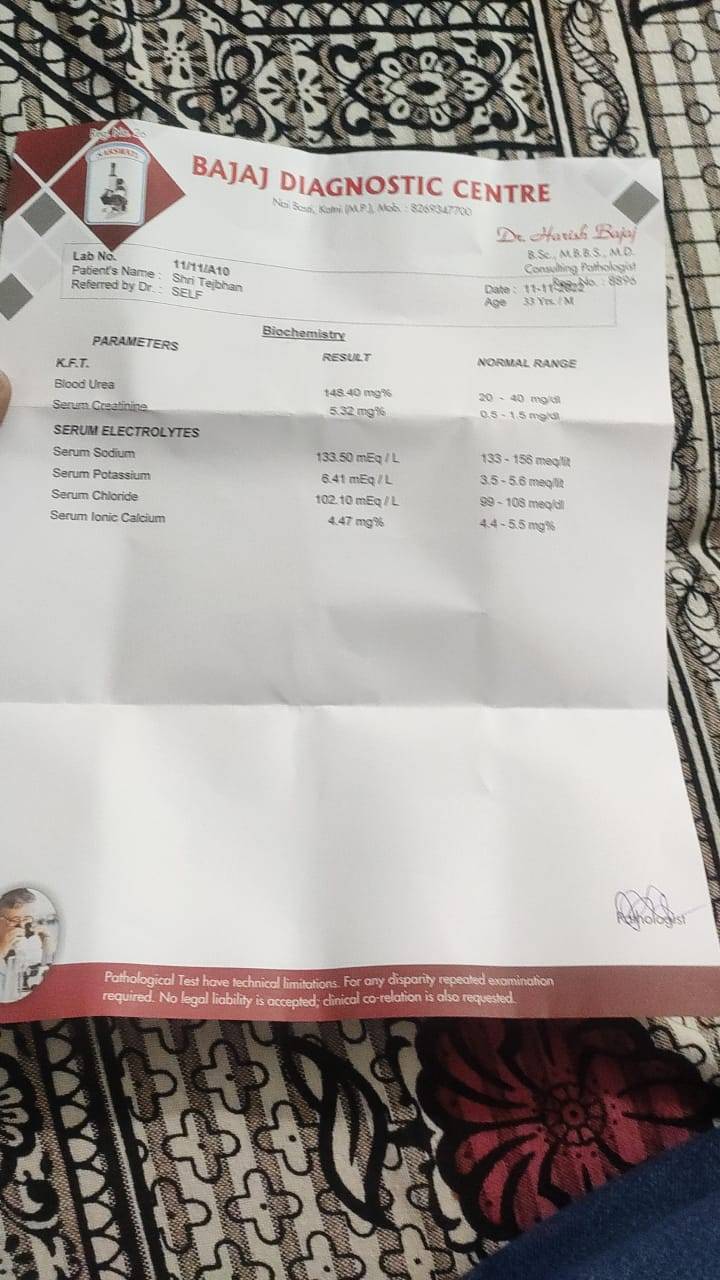 Reg. No. 26
BAJAJ DIAGNOSTIC CENTRE
Nai Basti, Katni (M.P.), Mob. : 8269347700
Dr. Harish Bajaj
B.Sc., M.B.B.S., M.D.
Consulting Pathologist
Reg. No. : 8896
Lab No. 11/11/A10
Patient's Name : Shri Tejbhan
Referred by Dr. : SELF
Date : 11-11-2022
Age 33 Yrs. / M
Biochemistry
PARAMETERS RESULT NORMAL RANGE
K.F.T.
Blood Urea 148.40 mg% 20 - 40 mg/dl
Serum Creatinine 5.32 mg% 0.5 - 1.5 mg/dl
SERUM ELECTROLYTES
Serum Sodium 133.50 mEq / L 133 - 156 meq/lit
Serum Potassium 6.41 mEq / L 3.5 - 5.6 meq/lit
Serum Chloride 102.10 mEq / L 99 - 108 meq/dl
Serum Ionic Calcium 4.47 mg% 4.4 - 5.5 mg%
Pathologist
Pathological Test have technical limitations. For any disparity repeated examination
required. No legal liability is accepted; clinical co-relation is also requested.